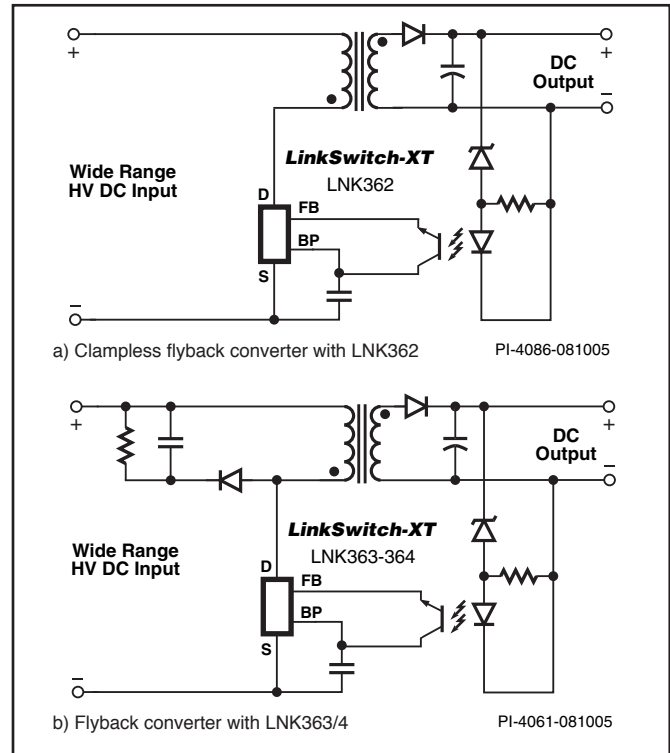 +
+
DC
Output
–
LinkSwitch-XT
LNK362
Wide Range
HV DC Input
D
FB
BP
S
–
a) Clampless flyback converter with LNK362
PI-4086-081005
+
+
DC
Output
–
LinkSwitch-XT
LNK363-364
Wide Range
HV DC Input
D
FB
BP
S
–
b) Flyback converter with LNK363/4
PI-4061-081005